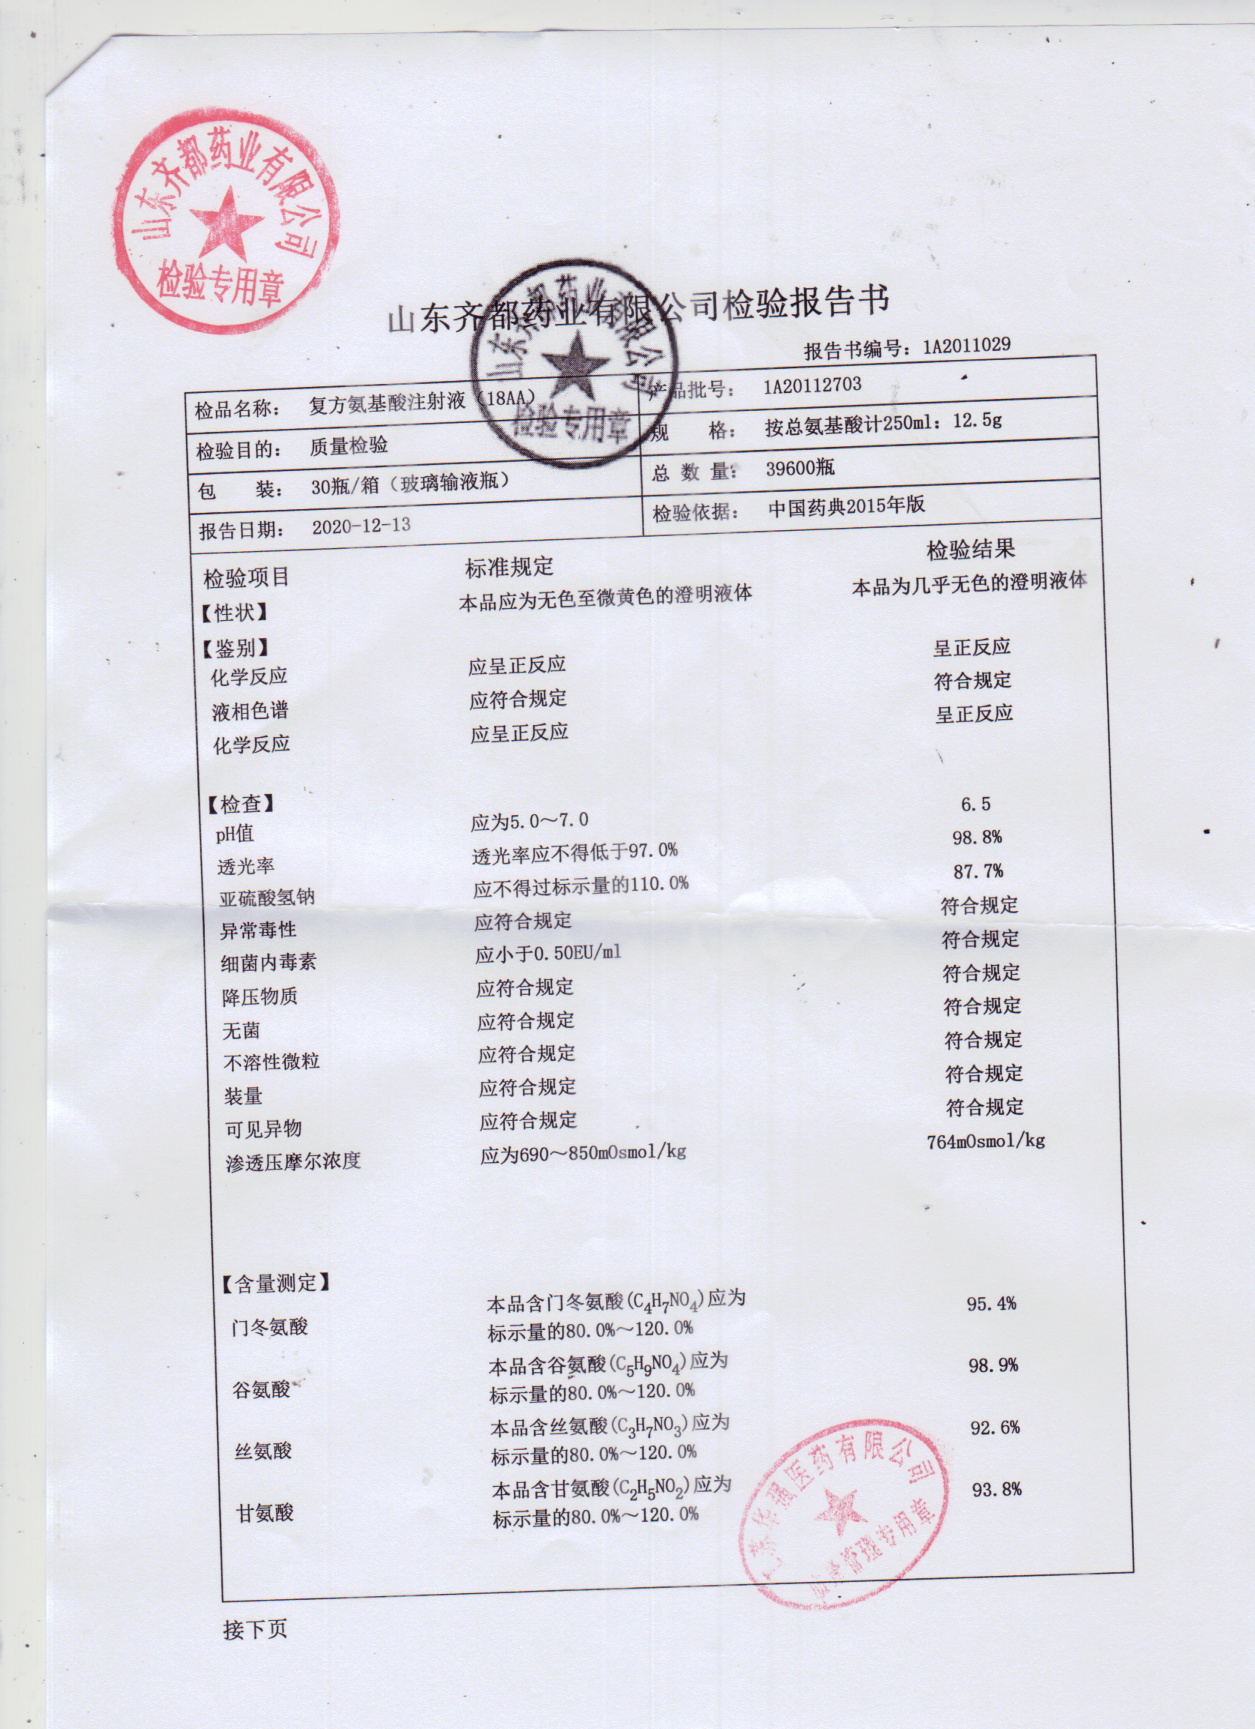 山东齐都药业有限公司
检验专用章
山东齐都药业有限公司检验报告书
山东齐都药业有限公司
检验专用章
报告书编号：1A2011029
检品名称： 复方氨基酸注射液（18AA） 产品批号： 1A20112703
检验目的： 质量检验 规 格： 按总氨基酸计250ml：12.5g
包 装： 30瓶/箱（玻璃输液瓶） 总 数 量： 39600瓶
报告日期： 2020-12-13 检验依据： 中国药典2015年版
检验项目 标准规定 检验结果
【性状】 本品应为无色至微黄色的澄明液体 本品为几乎无色的澄明液体
【鉴别】
化学反应 应呈正反应 呈正反应
液相色谱 应符合规定 符合规定
化学反应 应呈正反应 呈正反应
【检查】
pH值 应为5.0～7.0 6.5
透光率 透光率应不得低于97.0% 98.8%
亚硫酸氢钠 应不得过标示量的110.0% 87.7%
异常毒性 应符合规定 符合规定
细菌内毒素 应小于0.50EU/ml 符合规定
降压物质 应符合规定 符合规定
无菌 应符合规定 符合规定
不溶性微粒 应符合规定 符合规定
装量 应符合规定 符合规定
可见异物 应符合规定 符合规定
渗透压摩尔浓度 应为690～850mOsmol/kg 764mOsmol/kg
【含量测定】
门冬氨酸 本品含门冬氨酸(C₄H₇NO₄)应为 95.4%
标示量的80.0%～120.0%
谷氨酸 本品含谷氨酸(C₅H₉NO₄)应为 98.9%
标示量的80.0%～120.0%
丝氨酸 本品含丝氨酸(C₃H₇NO₃)应为 92.6%
标示量的80.0%～120.0%
甘氨酸 本品含甘氨酸(C₂H₅NO₂)应为 93.8%
标示量的80.0%～120.0%
华强医药有限公司
管理专用章
接下页